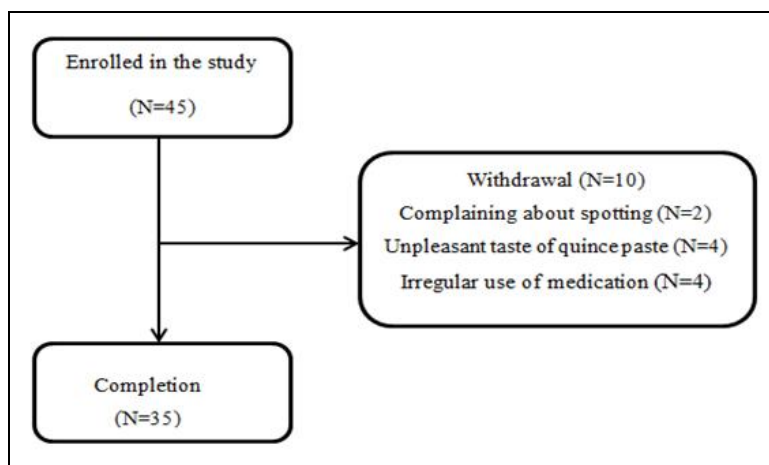 Enrolled in the study
(N=45)
Withdrawal (N=10)
Complaining about spotting (N=2)
Unpleasant taste of quince paste (N=4)
Irregular use of medication (N=4)
Completion
(N=35)